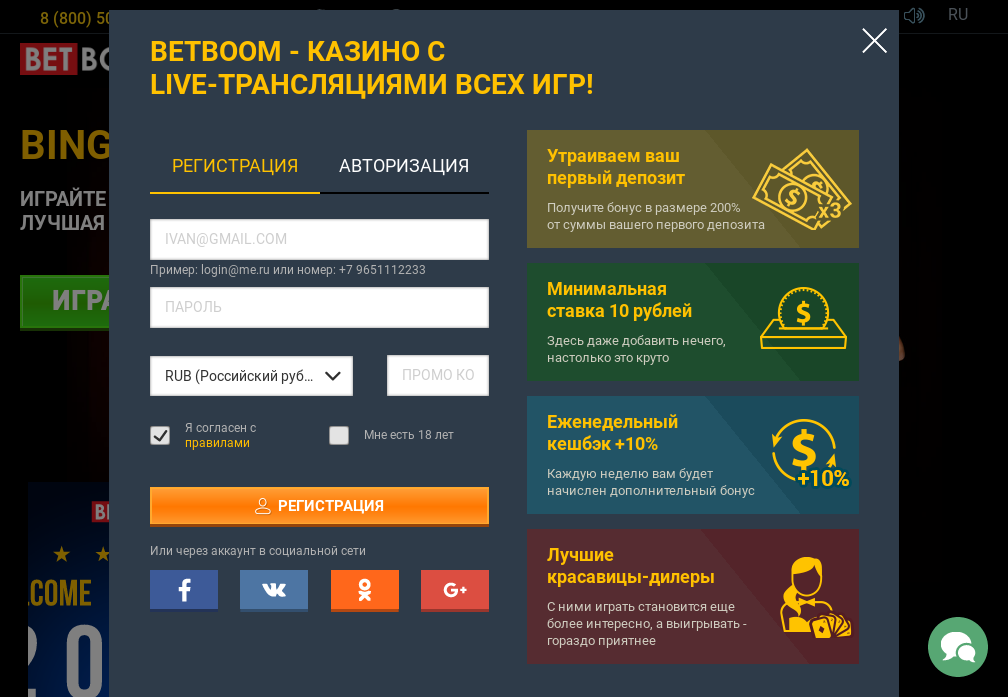 8 (800) 50
RU
BET BO
BETBOOM - КАЗИНО С
LIVE-ТРАНСЛЯЦИЯМИ ВСЕХ ИГР!
BING
ИГРАЙТЕ
ЛУЧШАЯ
ИГРА
РЕГИСТРАЦИЯ
АВТОРИЗАЦИЯ
IVAN@GMAIL.COM
Пример: login@me.ru или номер: +7 9651112233
ПАРОЛЬ
RUB (Российский руб...
ПРОМО КО
Я согласен с
правилами
Мне есть 18 лет
РЕГИСТРАЦИЯ
Или через аккаунт в социальной сети
Утраиваем ваш
первый депозит
Получите бонус в размере 200%
от суммы вашего первого депозита
x3
Минимальная
ставка 10 рублей
Здесь даже добавить нечего,
настолько это круто
Еженедельный
кешбэк +10%
Каждую неделю вам будет
начислен дополнительный бонус
+10%
Лучшие
красавицы-дилеры
С ними играть становится еще
более интересно, а выигрывать -
гораздо приятнее
COME